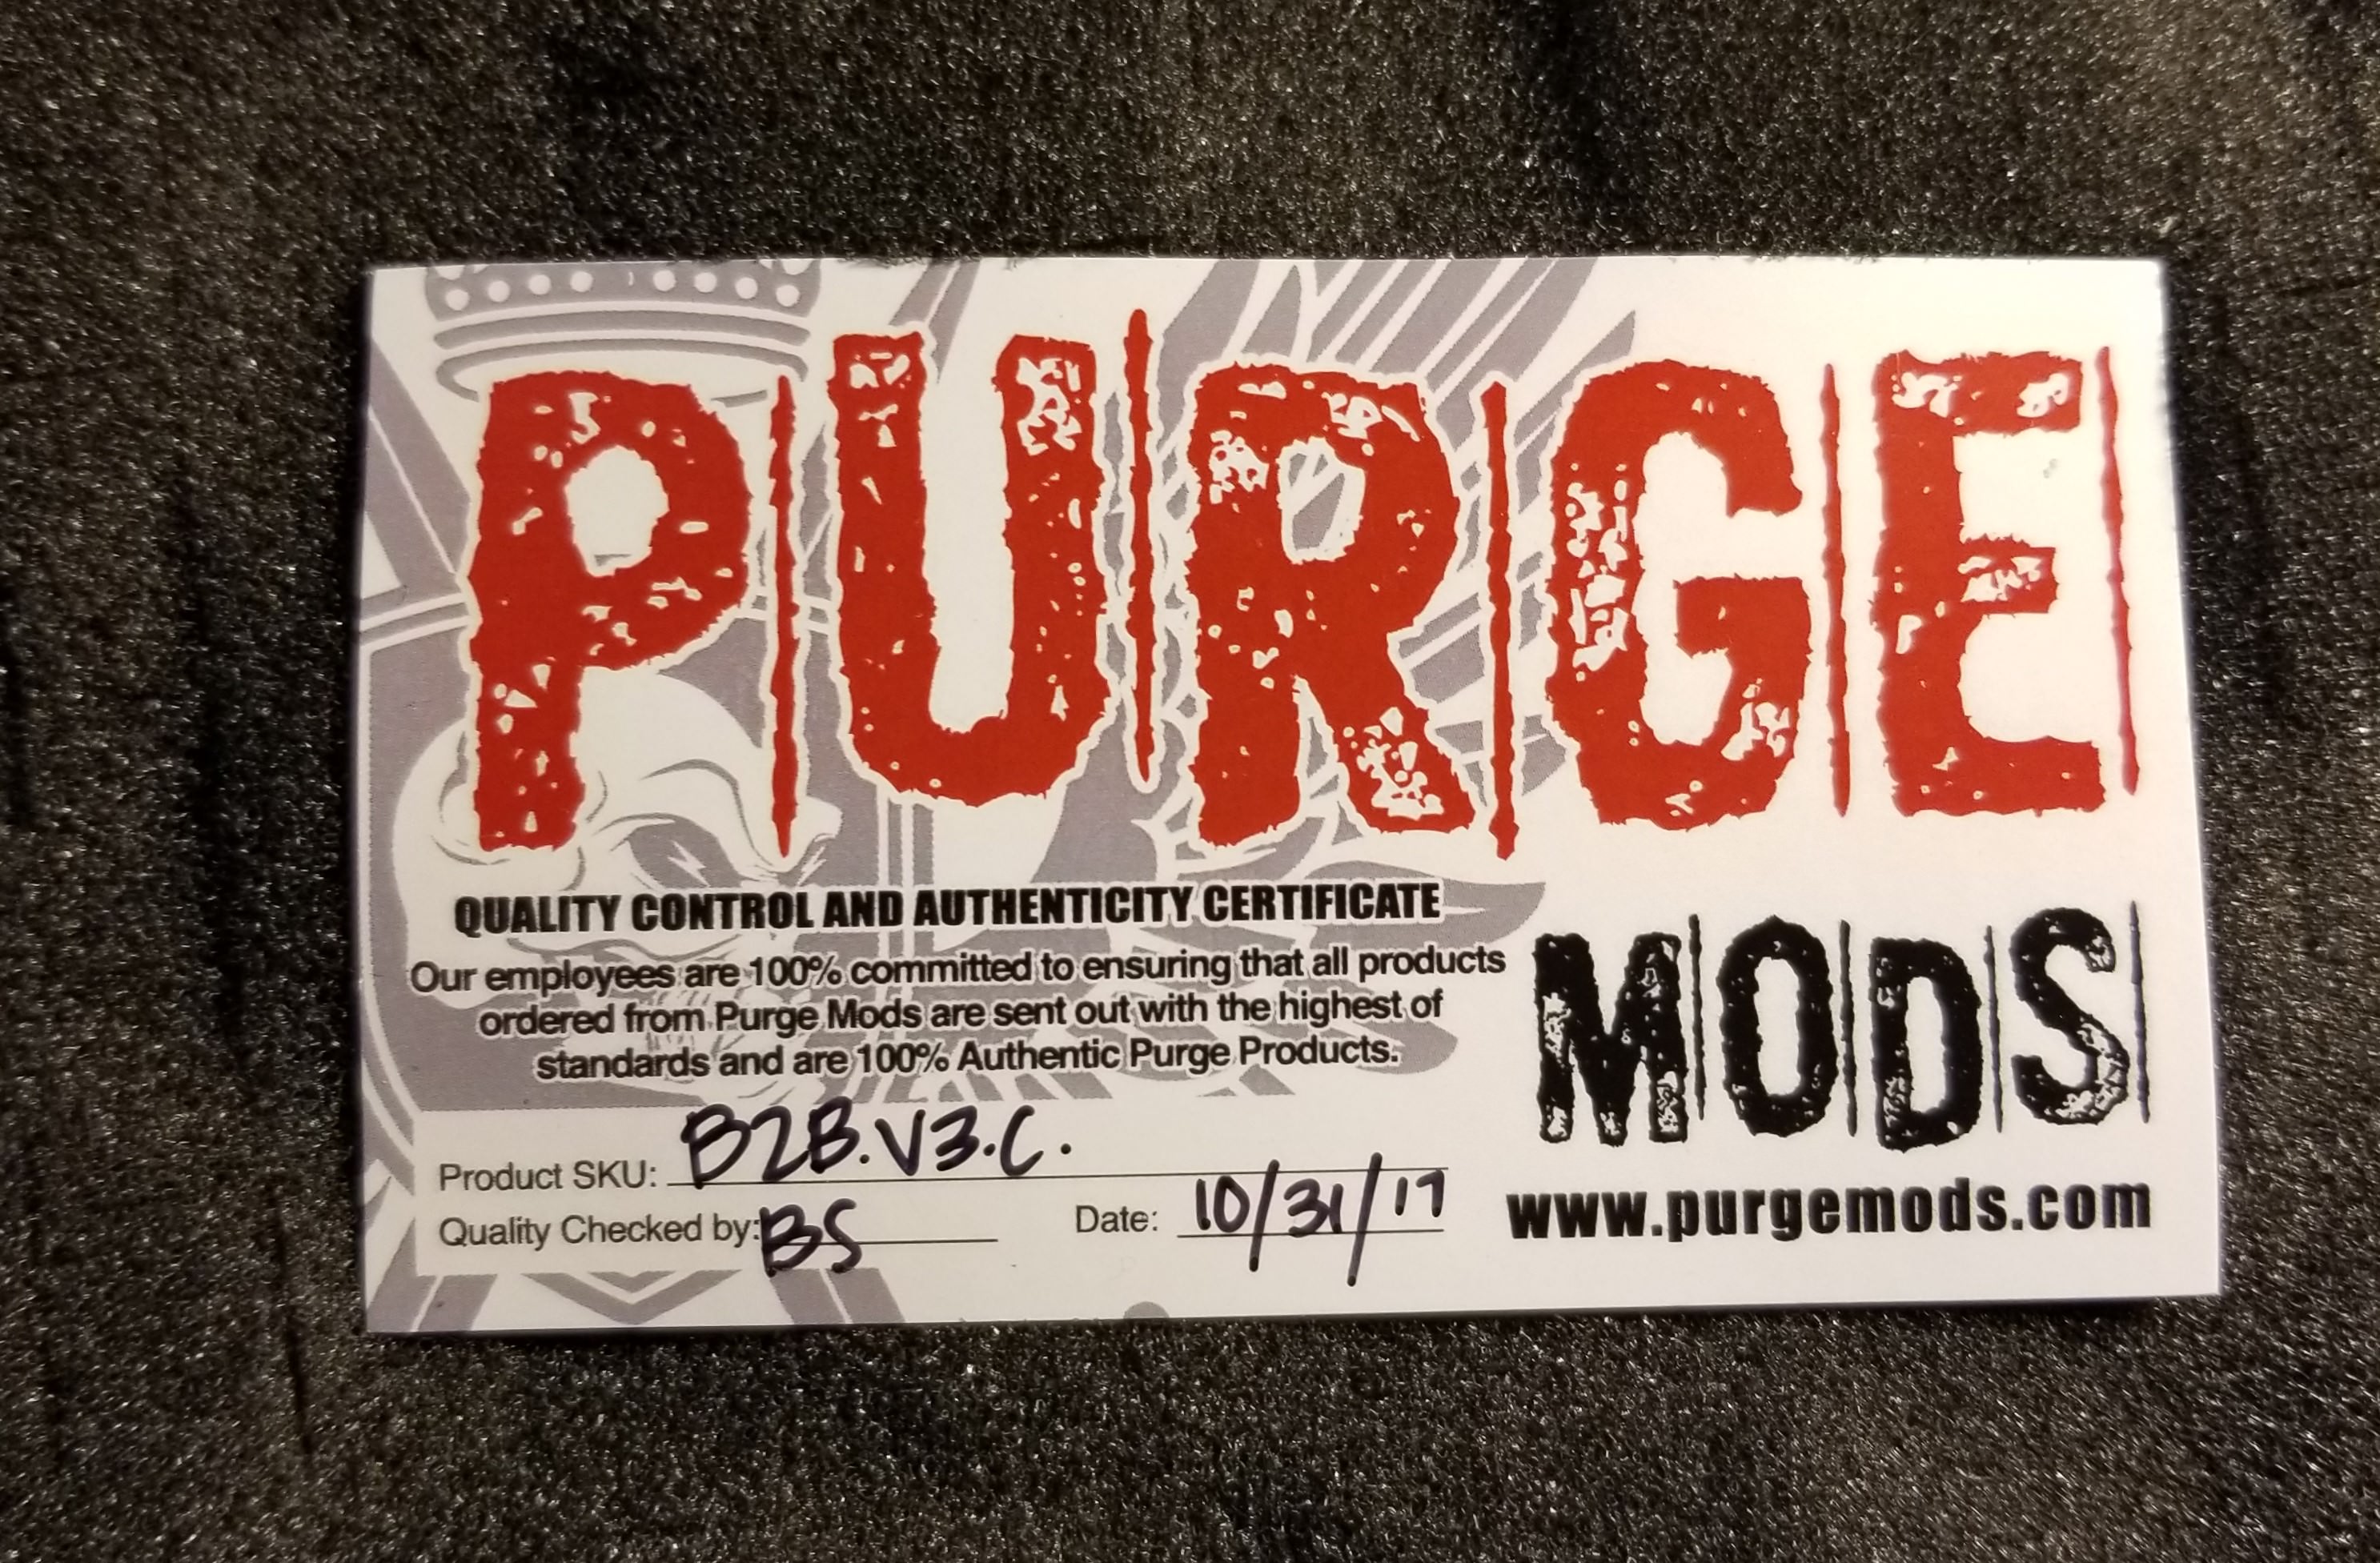 PURGE
MODS
www.purgemods.com
QUALITY CONTROL AND AUTHENTICITY CERTIFICATE
Our employees are 100% committed to ensuring that all products
ordered from Purge Mods are sent out with the highest of
standards and are 100% Authentic Purge Products.
Product SKU: B2B.V3.C.
Quality Checked by: BS Date: 10/31/17